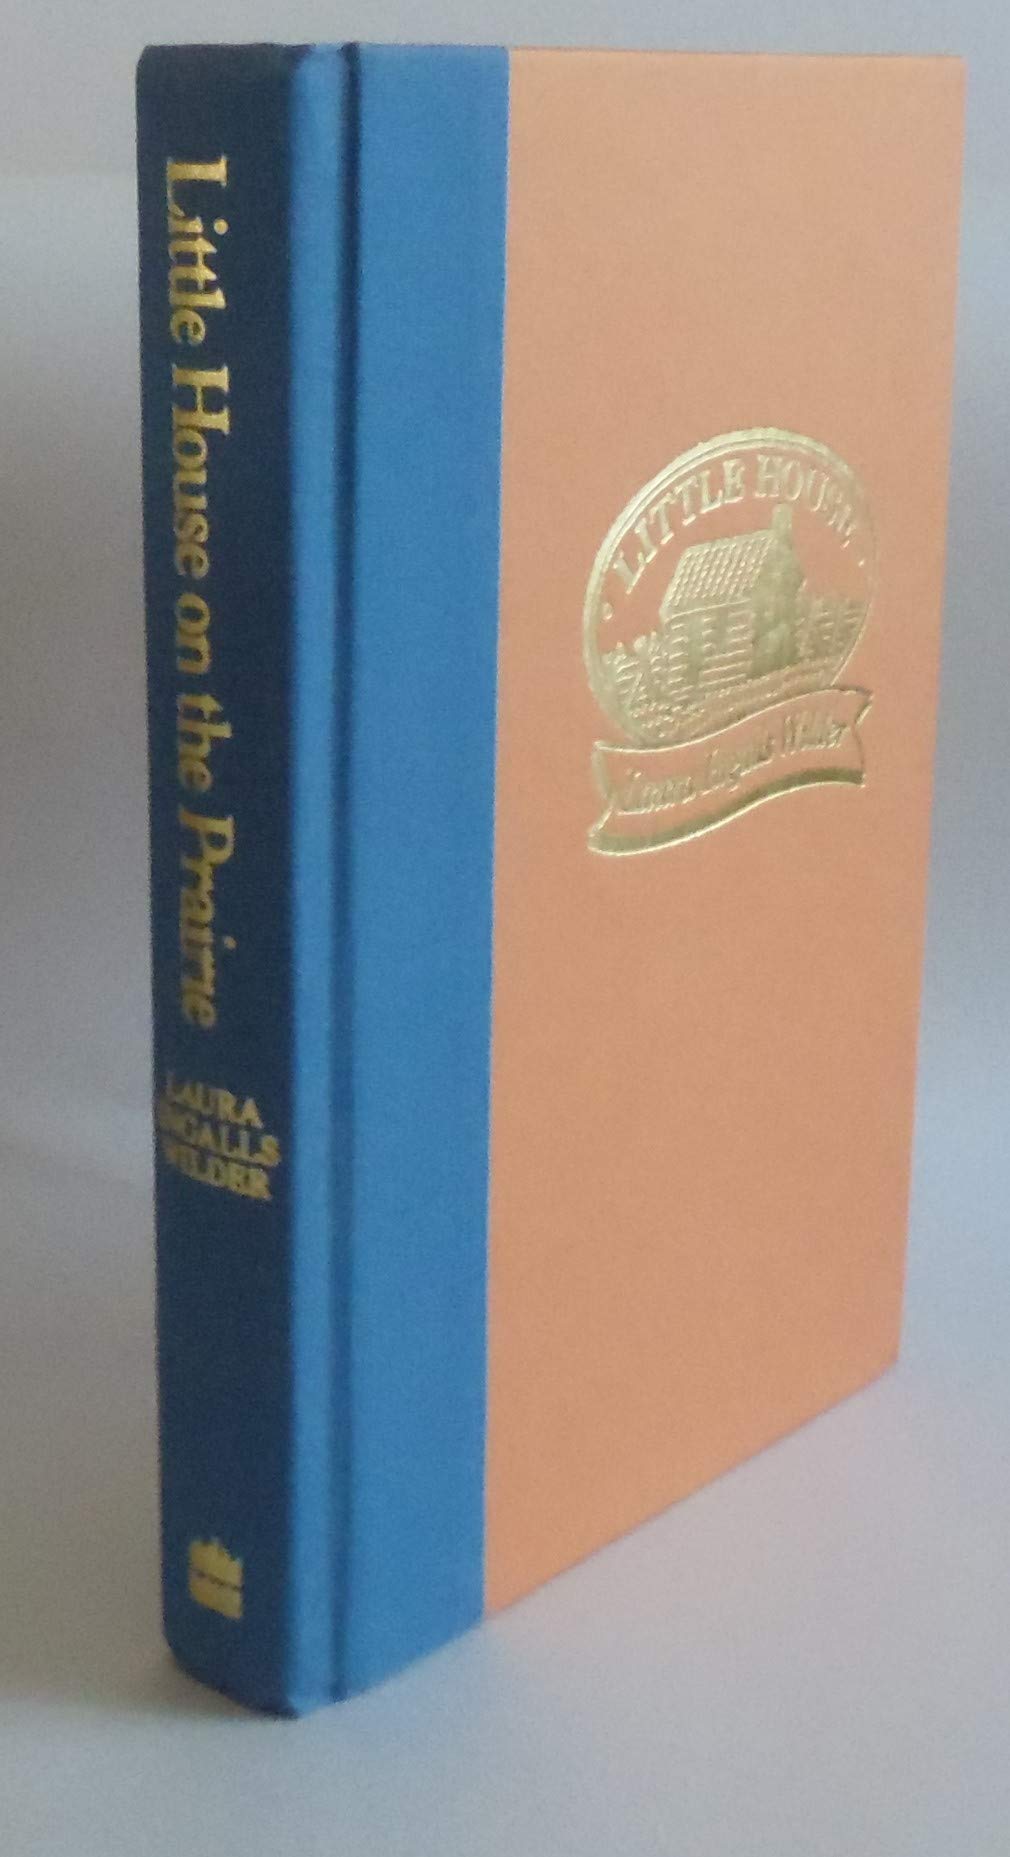 Little House on the Prairie
LAURA
INGALLS
WILDER
LITTLE HOUSE
Laura Ingalls Wilder